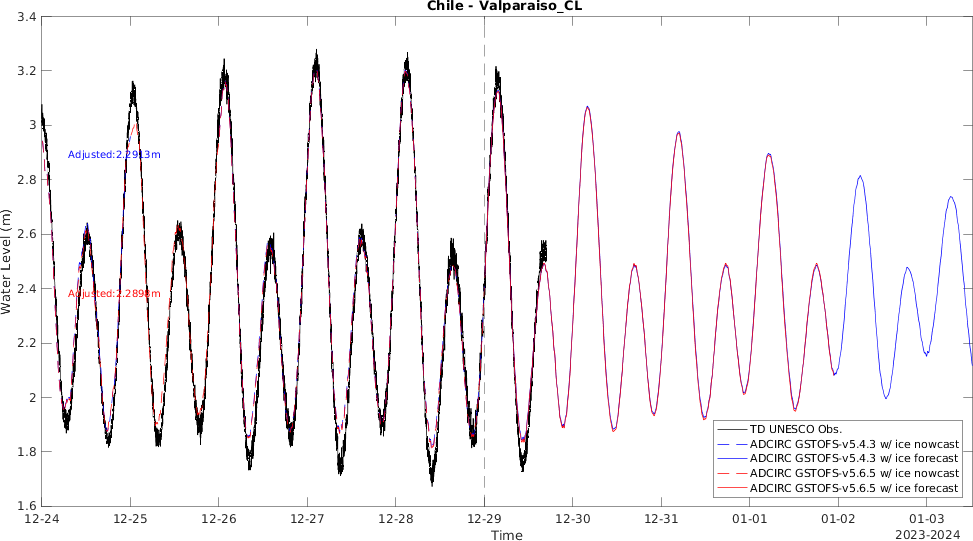 Chile - Valparaiso_CL
3.4
3.2
3
2.8
2.6
2.4
2.2
2
1.8
1.6
Water Level (m)
Adjusted:2.2913m
Adjusted:2.2898m
TD UNESCO Obs.
ADCIRC GSTOFS-v5.4.3 w/ ice nowcast
ADCIRC GSTOFS-v5.4.3 w/ ice forecast
ADCIRC GSTOFS-v5.6.5 w/ ice nowcast
ADCIRC GSTOFS-v5.6.5 w/ ice forecast
12-24 12-25 12-26 12-27 12-28 12-29 12-30 12-31 01-01 01-02 01-03
Time
2023-2024